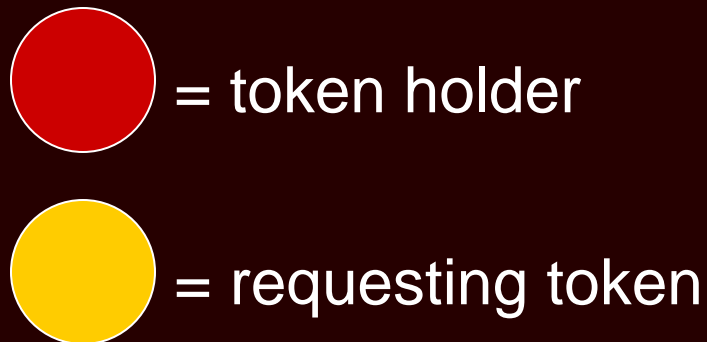 = token holder
= requesting token